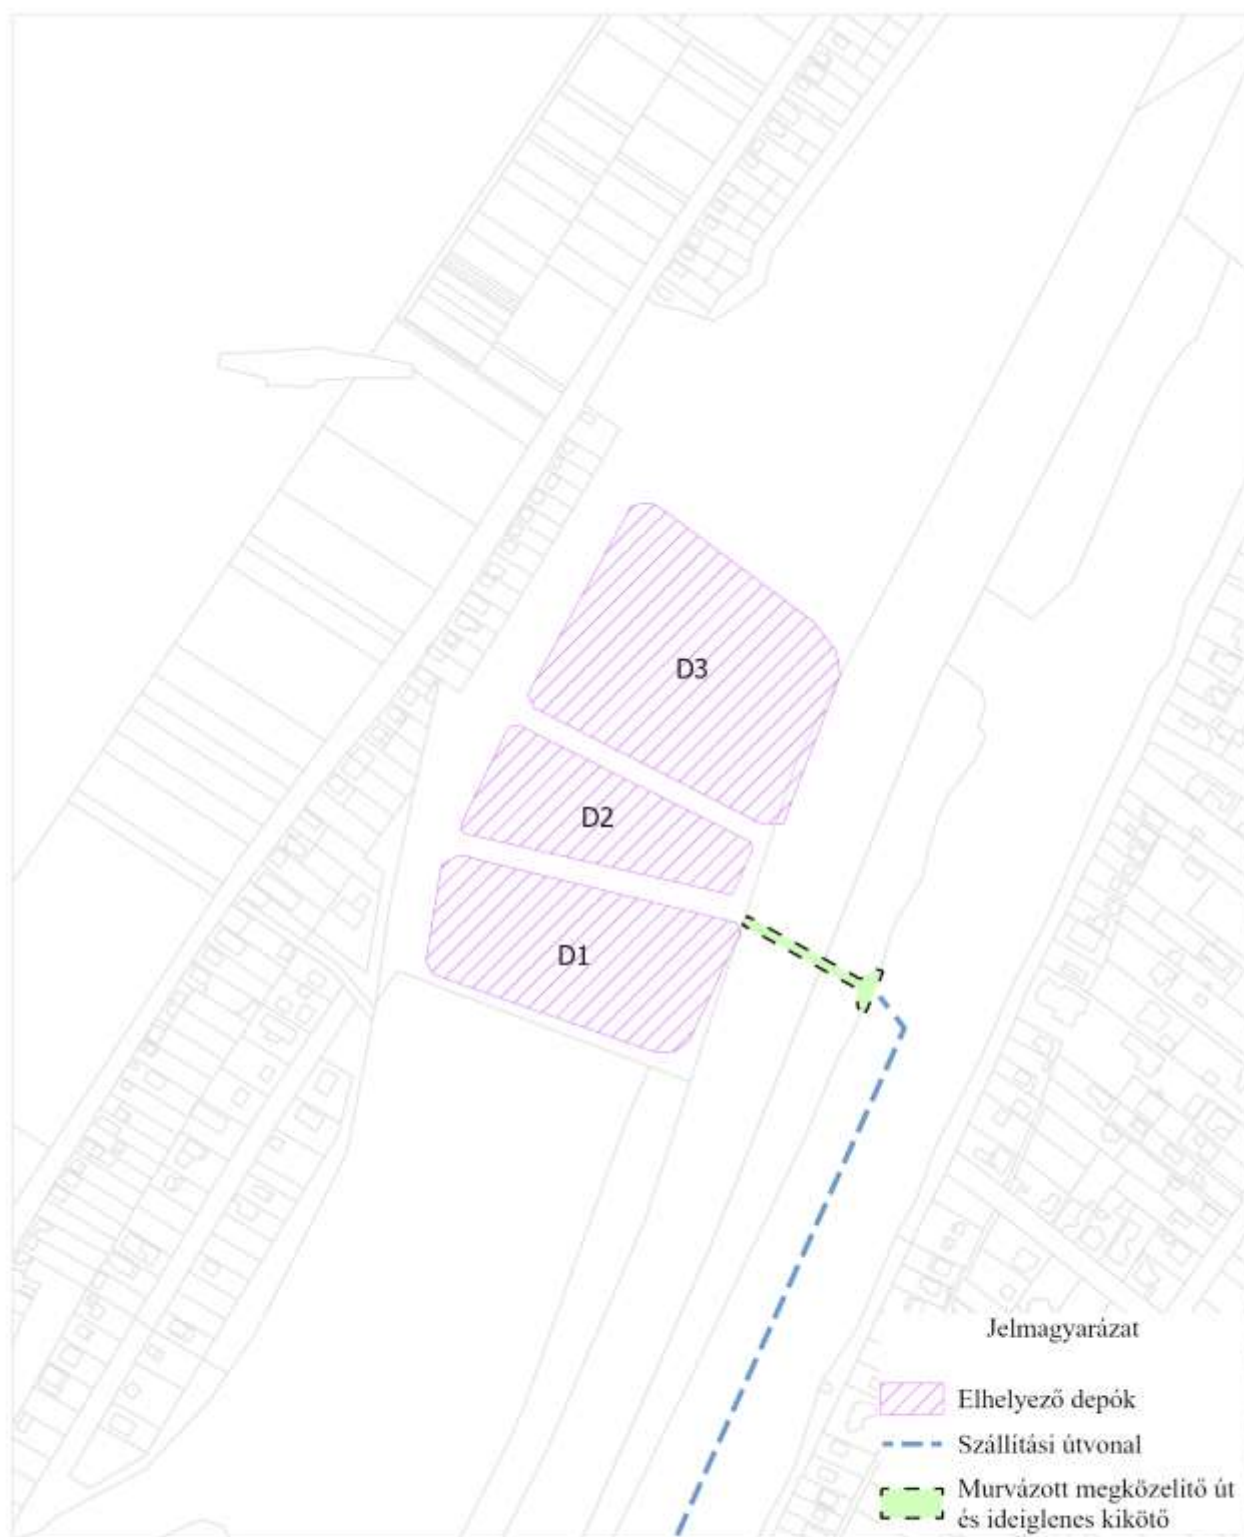 D3
D2
D1
Jelmagyarázat
Elhelyező depók
Szállítási útvonal
Murvázott megközelítő út
és ideiglenes kikötő